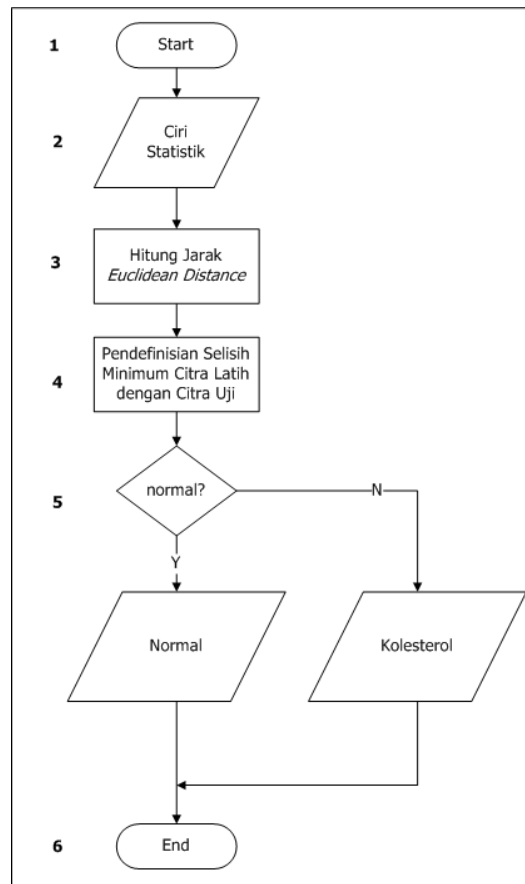 1
Start
2
Ciri
Statistik
3
Hitung Jarak
Euclidean Distance
4
Pendefinisian Selisih
Minimum Citra Latih
dengan Citra Uji
5
normal?
N
Y
Normal
Kolesterol
6
End